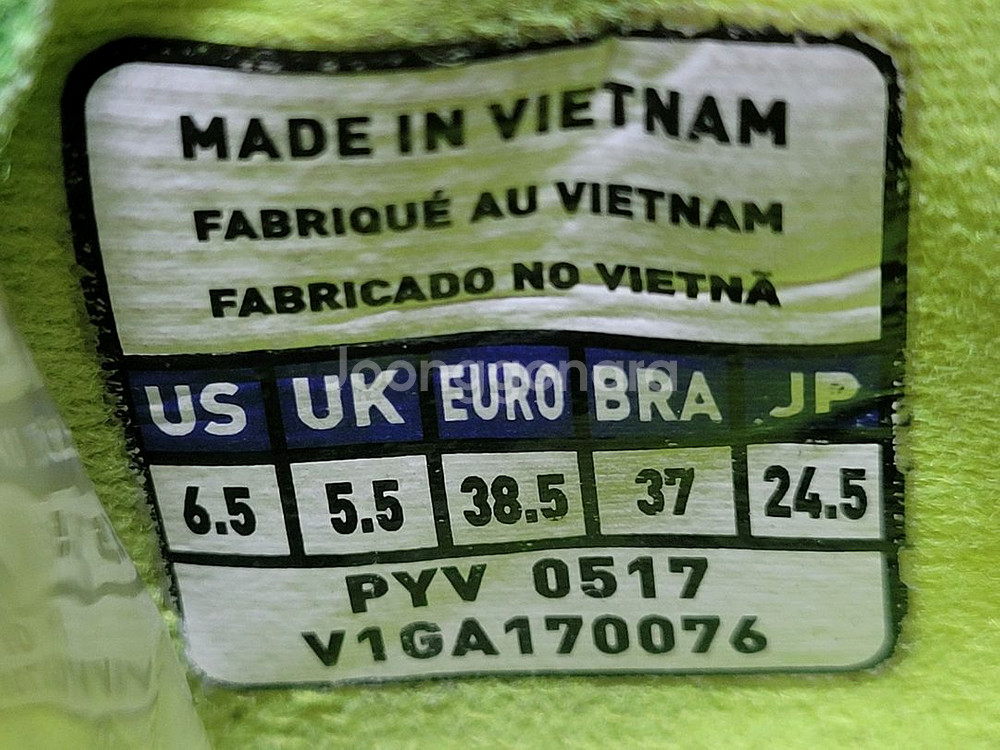 MADE IN VIETNAM
FABRIQUÉ AU VIETNAM
FABRICADO NO VIETNÃ
Joonggonara
US UK EURO BRA JP
6.5 5.5 38.5 37 24.5
PYV 0517
V1GA170076